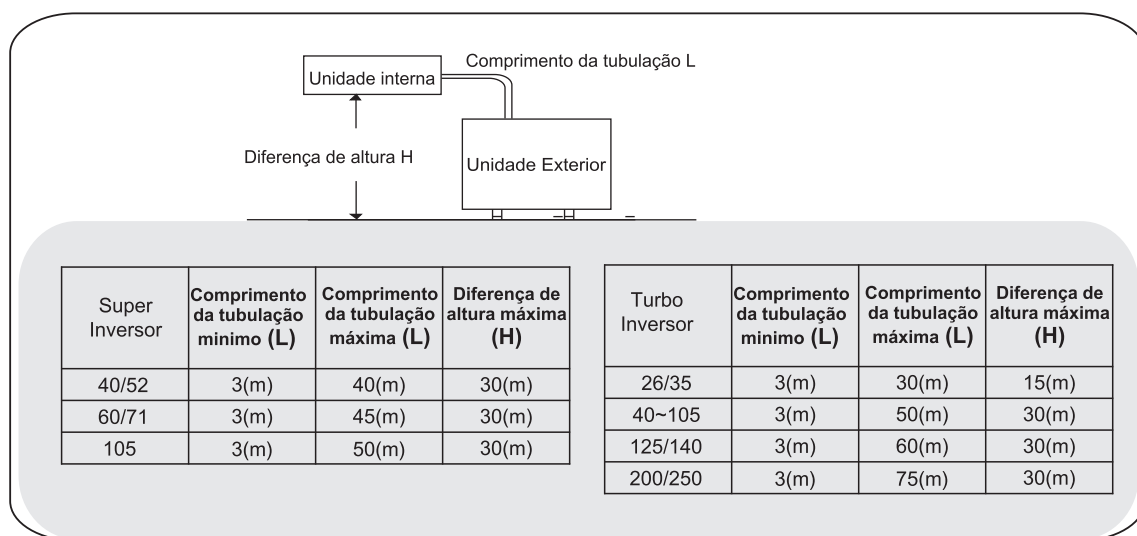 Comprimento da tubulação L
Unidade interna
Diferença de altura H
Unidade Exterior
Super Inversor
Comprimento da tubulação minimo (L)
Comprimento da tubulação máxima (L)
Diferença de altura máxima (H)
40/52 3(m) 40(m) 30(m)
60/71 3(m) 45(m) 30(m)
105 3(m) 50(m) 30(m)
Turbo Inversor
Comprimento da tubulação minimo (L)
Comprimento da tubulação máxima (L)
Diferença de altura máxima (H)
26/35 3(m) 30(m) 15(m)
40~105 3(m) 50(m) 30(m)
125/140 3(m) 60(m) 30(m)
200/250 3(m) 75(m) 30(m)